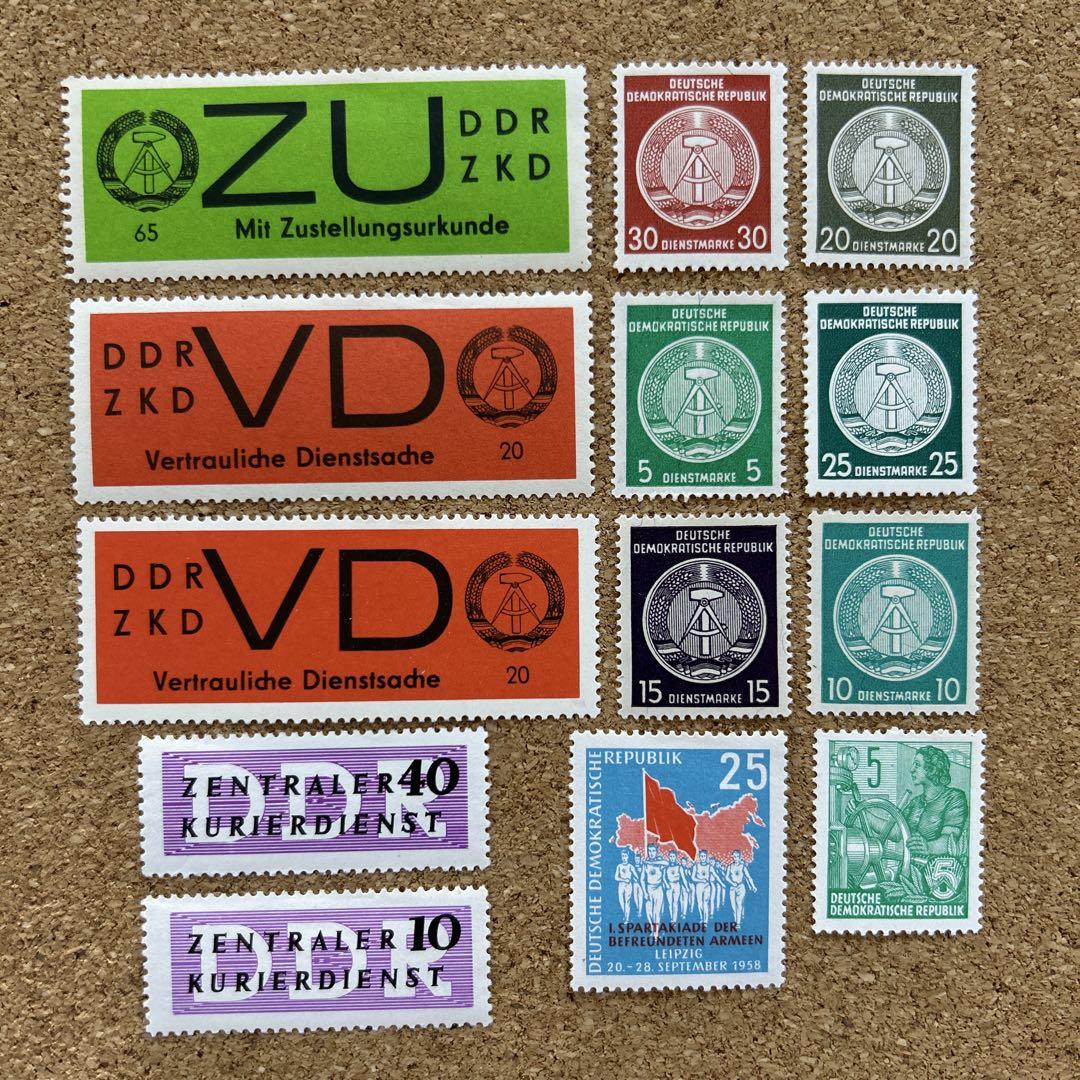 ZU DDR
ZKD
65 Mit Zustellungsurkunde
DEUTSCHE
DEMOKRATISCHE REPUBLIK
30 DIENSTMARKE 30
DEUTSCHE
DEMOKRATISCHE REPUBLIK
20 DIENSTMARKE 20
DDR VD
ZKD
Vertrauliche Dienstsache 20
DEUTSCHE
DEMOKRATISCHE REPUBLIK
5 DIENSTMARKE 5
DEUTSCHE
DEMOKRATISCHE REPUBLIK
25 DIENSTMARKE 25
DDR VD
ZKD
Vertrauliche Dienstsache 20
DEUTSCHE
DEMOKRATISCHE REPUBLIK
15 DIENSTMARKE 15
DEUTSCHE
DEMOKRATISCHE REPUBLIK
10 DIENSTMARKE 10
DDR
ZENTRALER 40
KURIERDIENST
DDR
ZENTRALER 10
KURIERDIENST
DEUTSCHE DEMOKRATISCHE
REPUBLIK 25
I. SPARTAKIADE DER
BEFREUNDETEN ARMEEN
LEIPZIG
20.-28. SEPTEMBER 1958
5
5
DEUTSCHE
DEMOKRATISCHE REPUBLIK